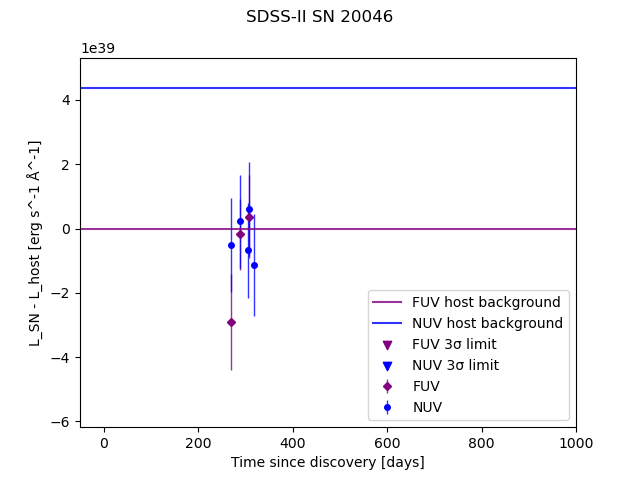 SDSS-II SN 20046
1e39
L_SN - L_host [erg s^-1 Å^-1]
4
2
0
−2
−4
−6
FUV host background
NUV host background
FUV 3σ limit
NUV 3σ limit
FUV
NUV
0 200 400 600 800 1000
Time since discovery [days]